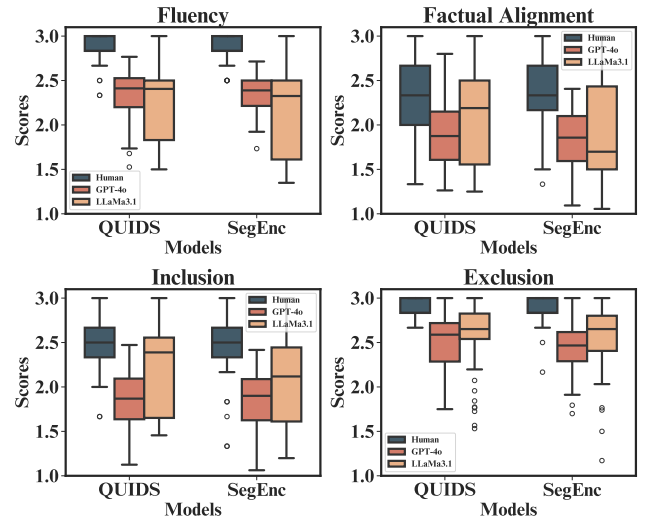 Fluency
3.0
2.5
2.0
1.5
1.0
Scores
Human
GPT-4o
LLaMa3.1
QUIDS
SegEnc
Models
Factual Alignment
3.0
2.5
2.0
1.5
1.0
Scores
Human
GPT-4o
LLaMa3.1
QUIDS
SegEnc
Models
Inclusion
3.0
2.5
2.0
1.5
1.0
Scores
Human
GPT-4o
LLaMa3.1
QUIDS
SegEnc
Models
Exclusion
3.0
2.5
2.0
1.5
1.0
Scores
Human
GPT-4o
LLaMa3.1
QUIDS
SegEnc
Models